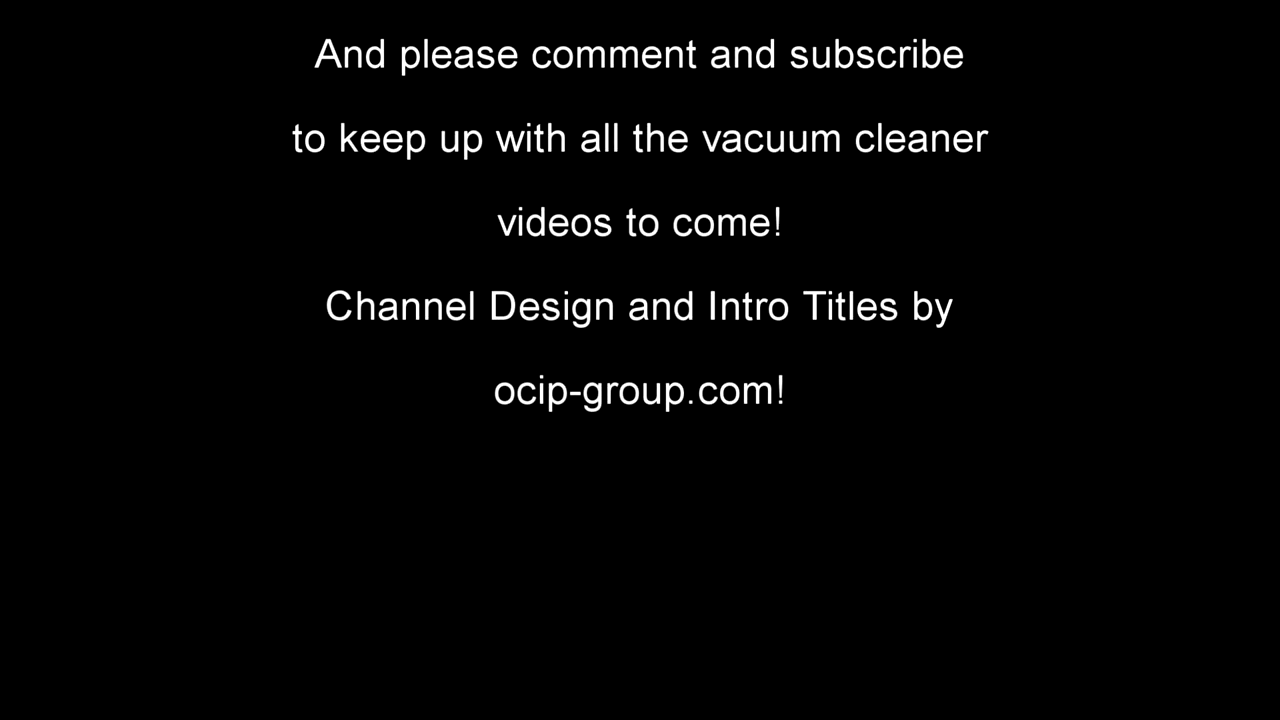 And please comment and subscribe
to keep up with all the vacuum cleaner
videos to come!
Channel Design and Intro Titles by
ocip-group.com!